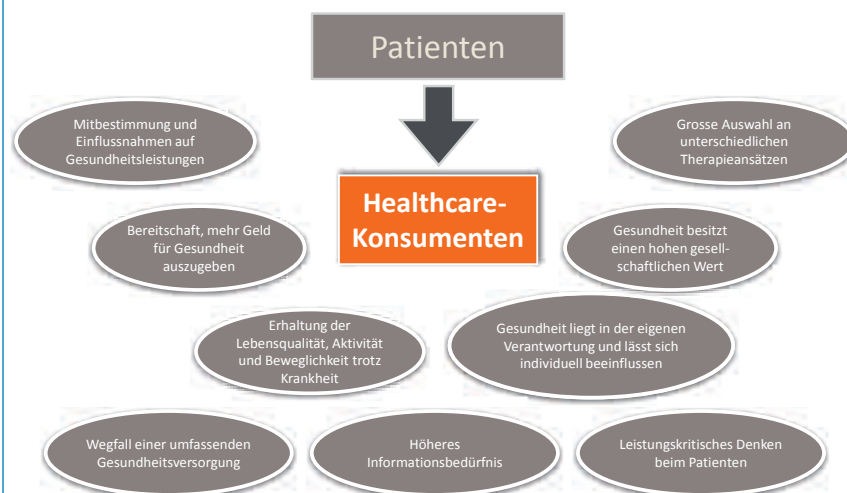 Patienten
Mitbestimmung und
Einflussnahmen auf
Gesundheitsleistungen
Grosse Auswahl an
unterschiedlichen
Therapieansätzen
Healthcare-
Konsumenten
Bereitschaft, mehr Geld
für Gesundheit
auszugeben
Gesundheit besitzt
einen hohen gesell-
schaftlichen Wert
Erhaltung der
Lebensqualität, Aktivität
und Beweglichkeit trotz
Krankheit
Gesundheit liegt in der eigenen
Verantwortung und lässt sich
individuell beeinflussen
Wegfall einer umfassenden
Gesundheitsversorgung
Höheres
Informationsbedürfnis
Leistungskritisches Denken
beim Patienten